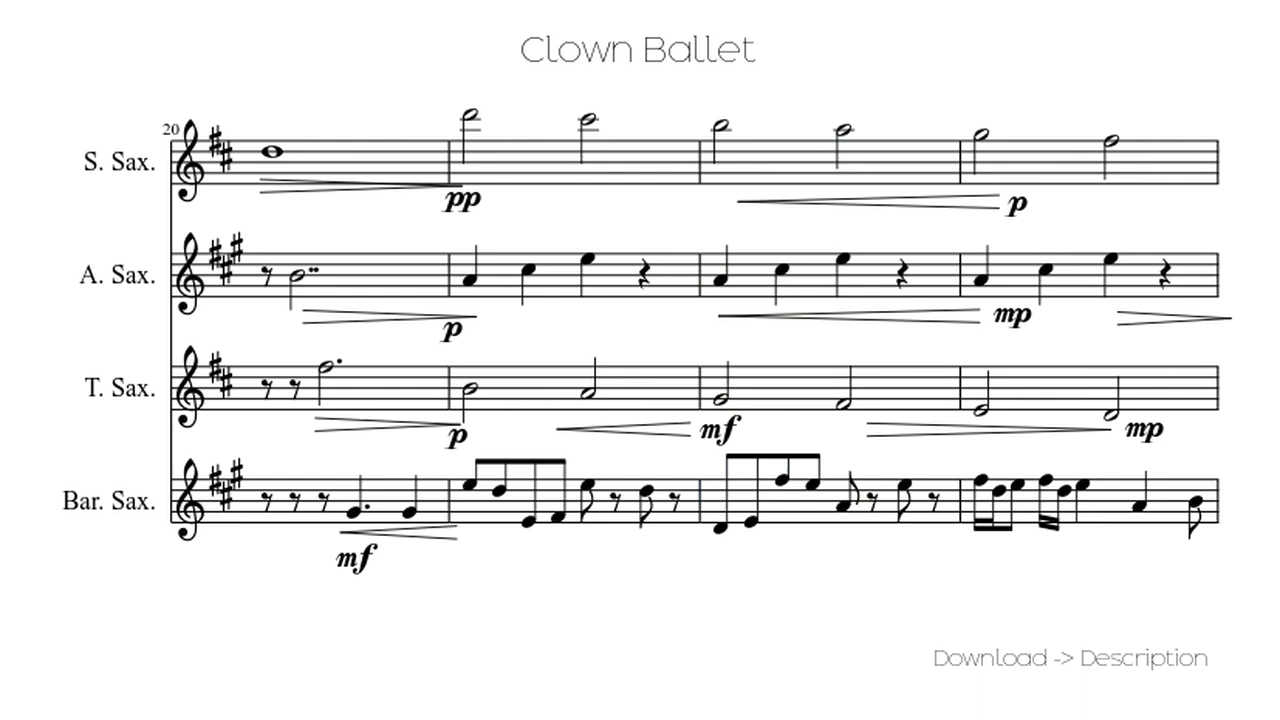 Clown Ballet
20
S. Sax.
pp
p
A. Sax.
p
mp
T. Sax.
p
mf
mp
Bar. Sax.
mf
Download -> Description